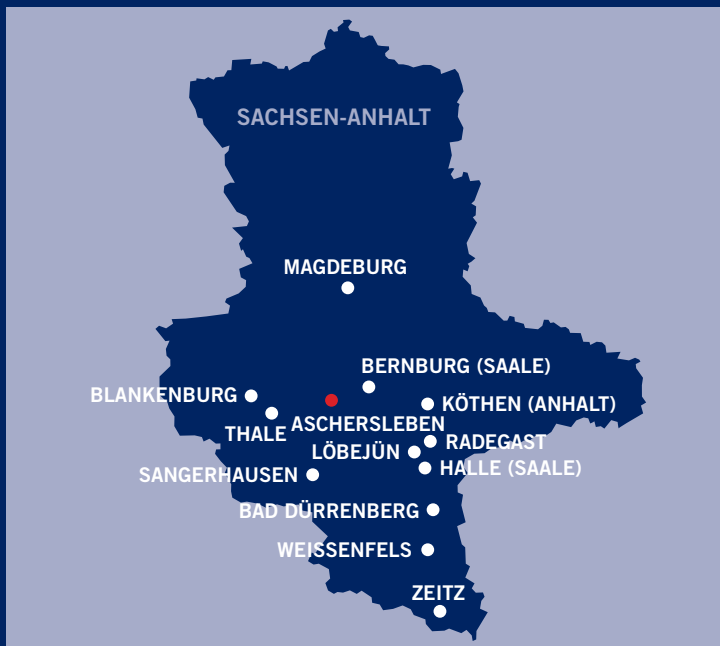 SACHSEN-ANHALT
MAGDEBURG
BERNBURG (SAALE)
BLANKENBURG
KÖTHEN (ANHALT)
ASCHERSLEBEN
THALE
RADEGAST
LÖBEJÜN
HALLE (SAALE)
SANGERHAUSEN
BAD DÜRRENBERG
WEISSENFELS
ZEITZ